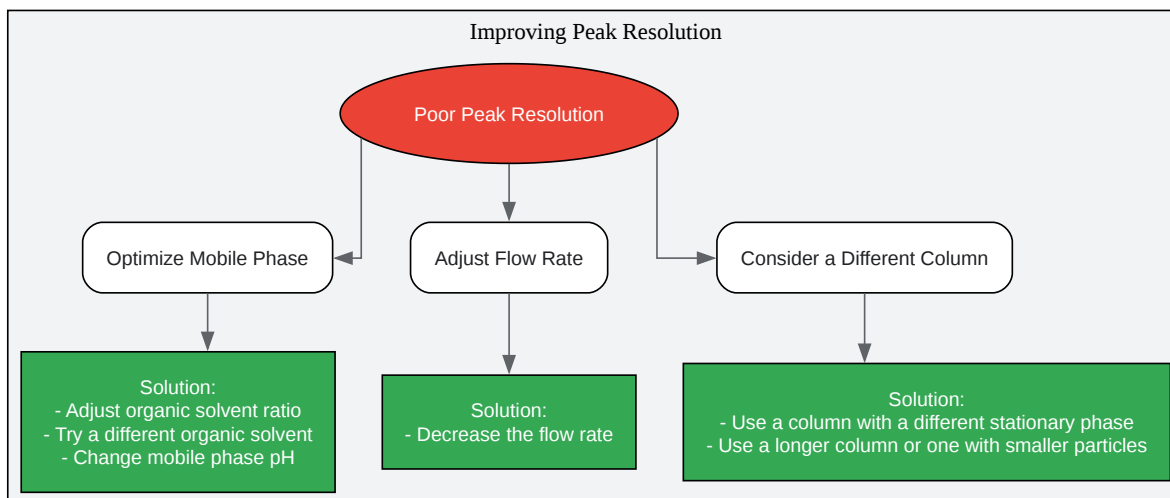 Improving Peak Resolution
Poor Peak Resolution
Optimize Mobile Phase
Adjust Flow Rate
Consider a Different Column
Solution:
- Adjust organic solvent ratio
- Try a different organic solvent
- Change mobile phase pH
Solution:
- Decrease the flow rate
Solution:
- Use a column with a different stationary phase
- Use a longer column or one with smaller particles